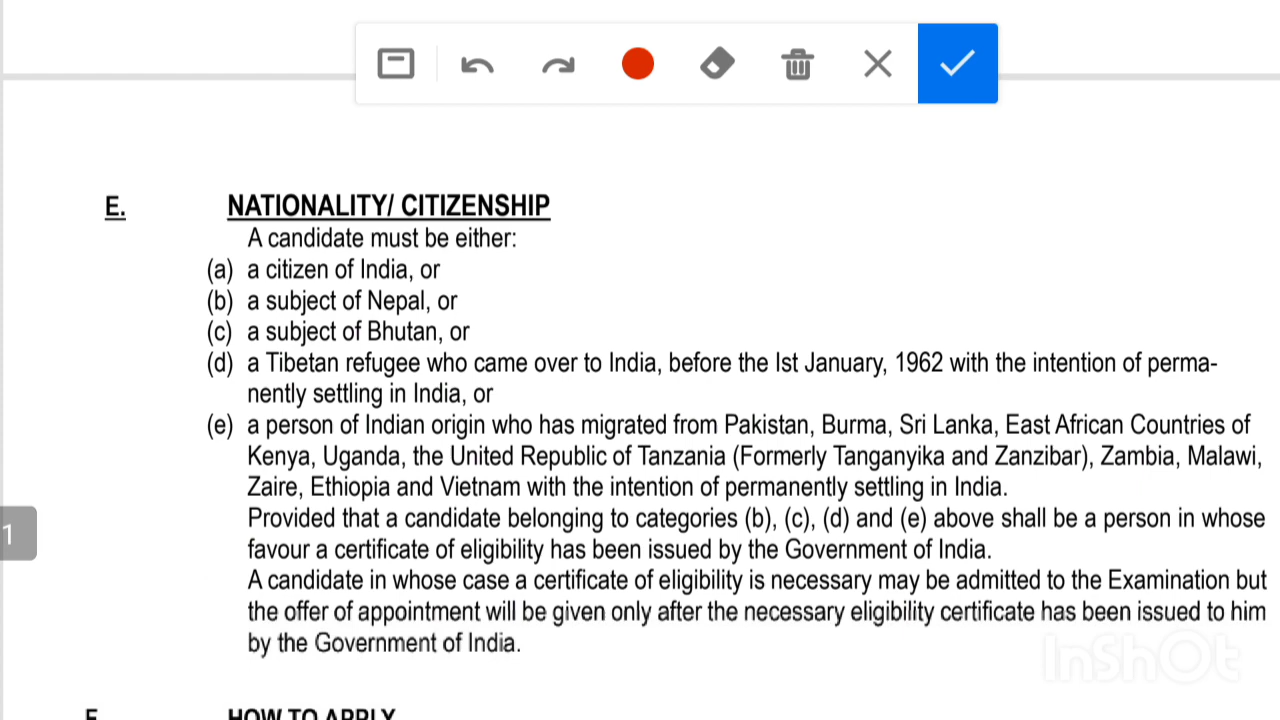 E. NATIONALITY/ CITIZENSHIP
A candidate must be either:
(a) a citizen of India, or
(b) a subject of Nepal, or
(c) a subject of Bhutan, or
(d) a Tibetan refugee who came over to India, before the Ist January, 1962 with the intention of perma-
nently settling in India, or
(e) a person of Indian origin who has migrated from Pakistan, Burma, Sri Lanka, East African Countries of
Kenya, Uganda, the United Republic of Tanzania (Formerly Tanganyika and Zanzibar), Zambia, Malawi,
Zaire, Ethiopia and Vietnam with the intention of permanently settling in India.
Provided that a candidate belonging to categories (b), (c), (d) and (e) above shall be a person in whose
1
favour a certificate of eligibility has been issued by the Government of India.
A candidate in whose case a certificate of eligibility is necessary may be admitted to the Examination but
the offer of appointment will be given only after the necessary eligibility certificate has been issued to him
by the Government of India.
InShOt
HOW TO APPLY